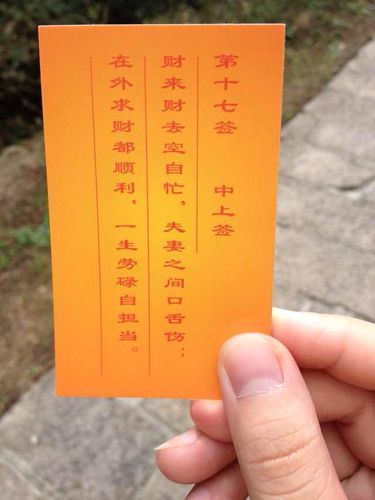 第十七签 中上签
财来财去空自忙，夫妻之间口舌伤．
在外求财都顺利，一生劳碌自担当。